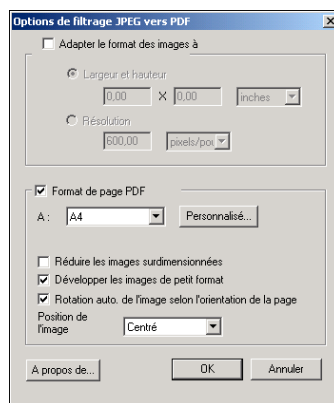 Options de filtrage JPEG vers PDF
Adapter le format des images à
Largeur et hauteur
0,00 X 0,00 inches
Résolution
600,00 pixels/pou
Format de page PDF
A : A4 Personnalisé...
Réduire les images surdimensionnées
Développer les images de petit format
Rotation auto. de l'image selon l'orientation de la page
Position de
l'image
Centré
A propos de... OK Annuler